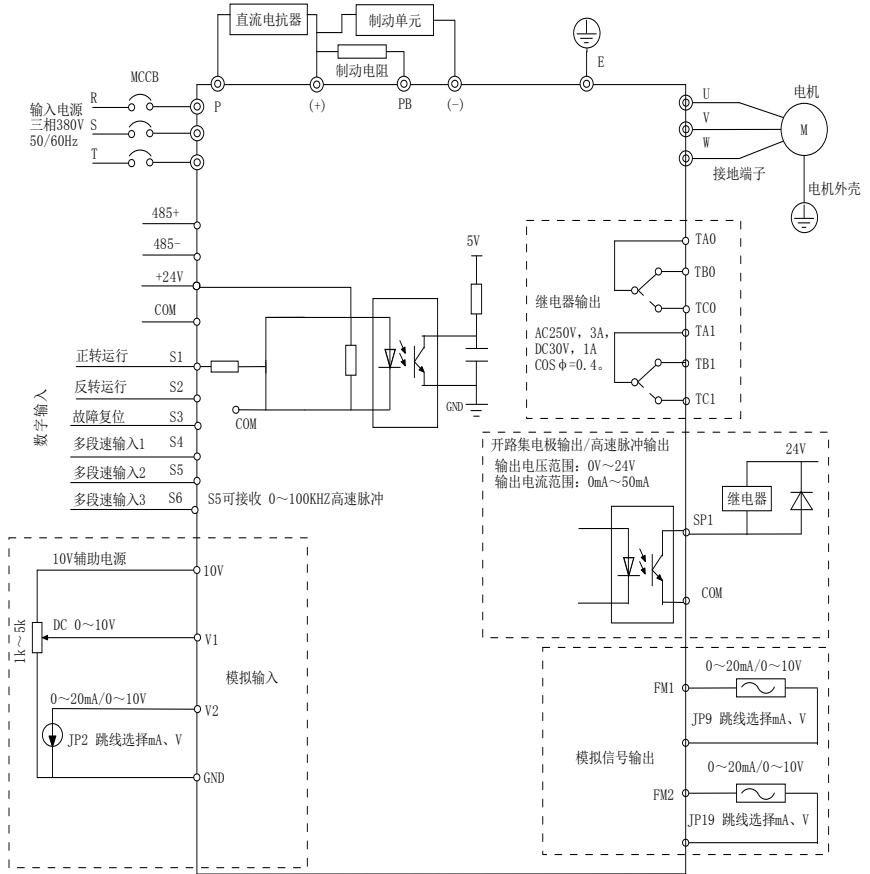 直流电抗器
制动单元
制动电阻
E
MCCB
P
(+)
PB
(-)
R
S
T
输入电源
三相380V
50/60Hz
U
V
W
电机
M
接地端子
电机外壳
485+
485-
+24V
COM
5V
GND
COM
数字输入
正转运行 S1
反转运行 S2
故障复位 S3
多段速输入1 S4
多段速输入2 S5
多段速输入3 S6
S5可接收 0～100KHZ高速脉冲
继电器输出
AC250V, 3A,
DC30V, 1A
COSφ=0.4。
TA0
TB0
TC0
TA1
TB1
TC1
开路集电极输出/高速脉冲输出
输出电压范围: 0V～24V
输出电流范围: 0mA～50mA
24V
继电器
SP1
COM
10V辅助电源
10V
1k～5k
DC 0～10V
V1
模拟输入
0～20mA/0～10V
V2
JP2 跳线选择mA、V
GND
模拟信号输出
0～20mA/0～10V
FM1
JP9 跳线选择mA、V
0～20mA/0～10V
FM2
JP19 跳线选择mA、V